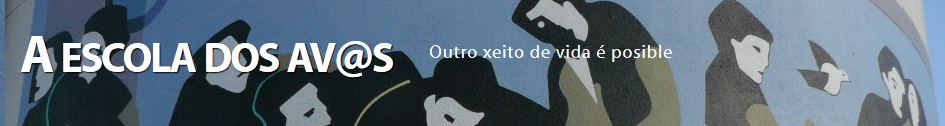 A ESCOLA DOS AV@S
Outro xeito de vida é posible